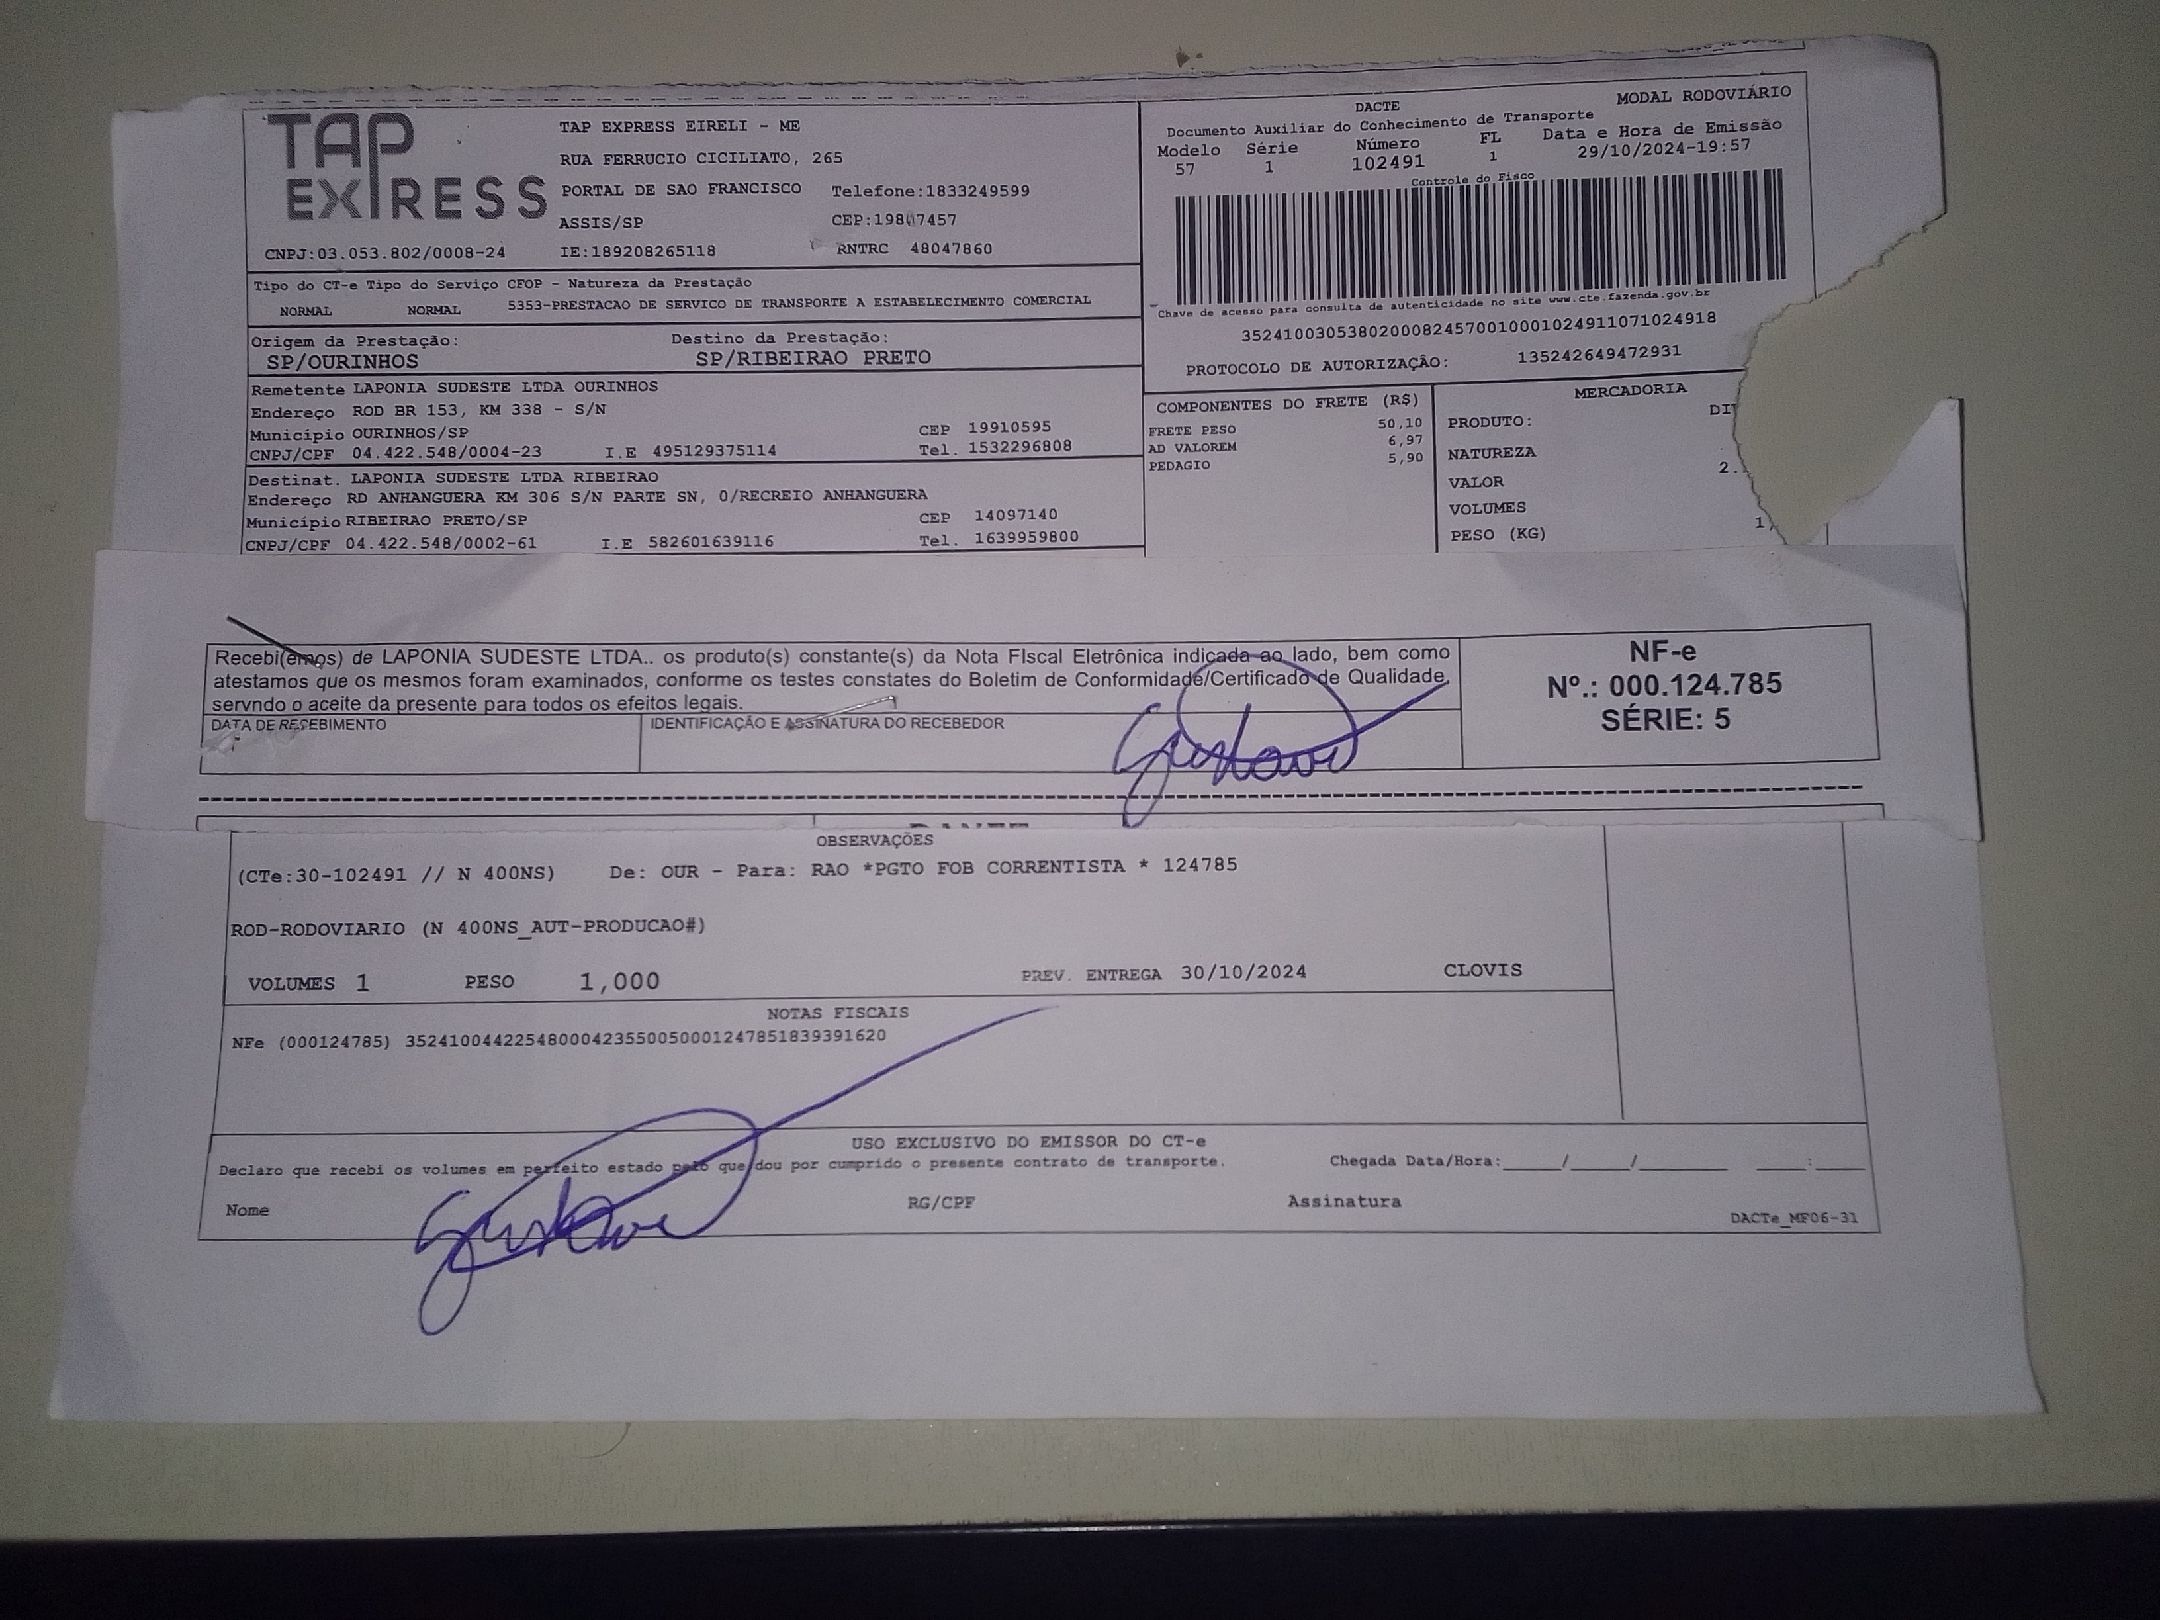 TAP EXPRESS
TAP EXPRESS EIRELI - ME
RUA FERRUCIO CICILIATO, 265
PORTAL DE SAO FRANCISCO Telefone:1833249599
ASSIS/SP CEP:19807457
CNPJ:03.053.802/0008-24 IE:189208265118 RNTRC 48047860
DACTE MODAL RODOVIÁRIO
Documento Auxiliar do Conhecimento de Transporte
Modelo Série Número FL Data e Hora de Emissão
57 1 102491 1 29/10/2024-19:57
Controle do Fisco
Chave de acesso para consulta de autenticidade no site www.cte.fazenda.gov.br
35241003053802000824570010001024911071024918
PROTOCOLO DE AUTORIZAÇÃO: 135242649472931
Tipo do CT-e Tipo do Serviço CFOP - Natureza da Prestação
NORMAL NORMAL 5353-PRESTACAO DE SERVICO DE TRANSPORTE A ESTABELECIMENTO COMERCIAL
Origem da Prestação: Destino da Prestação:
SP/OURINHOS SP/RIBEIRAO PRETO
Remetente LAPONIA SUDESTE LTDA OURINHOS
Endereço ROD BR 153, KM 338 - S/N
Município OURINHOS/SP CEP 19910595
CNPJ/CPF 04.422.548/0004-23 I.E 495129375114 Tel. 1532296808
Destinat. LAPONIA SUDESTE LTDA RIBEIRAO
Endereço RD ANHANGUERA KM 306 S/N PARTE SN, 0/RECREIO ANHANGUERA
Município RIBEIRAO PRETO/SP CEP 14097140
CNPJ/CPF 04.422.548/0002-61 I.E 582601639116 Tel. 1639959800
COMPONENTES DO FRETE (R$)
FRETE PESO 50,10
AD VALOREM 6,97
PEDAGIO 5,90
MERCADORIA
PRODUTO:
NATUREZA
VALOR 2.
VOLUMES
PESO (KG) 1,
Recebi(emos) de LAPONIA SUDESTE LTDA.. os produto(s) constante(s) da Nota FIscal Eletrônica indicada ao lado, bem como
atestamos que os mesmos foram examinados, conforme os testes constates do Boletim de Conformidade/Certificado de Qualidade,
servndo o aceite da presente para todos os efeitos legais.
DATA DE RECEBIMENTO IDENTIFICAÇÃO E ASSINATURA DO RECEBEDOR
Gustavo
NF-e
Nº.: 000.124.785
SÉRIE: 5
OBSERVAÇÕES
(CTe:30-102491 // N 400NS) De: OUR - Para: RAO *PGTO FOB CORRENTISTA * 124785
ROD-RODOVIARIO (N 400NS_AUT-PRODUCAO#)
VOLUMES 1 PESO 1,000 PREV. ENTREGA 30/10/2024 CLOVIS
NOTAS FISCAIS
NFe (000124785) 35241004422548000423550050001247851839391620
USO EXCLUSIVO DO EMISSOR DO CT-e
Declaro que recebi os volumes em perfeito estado pelo que dou por cumprido o presente contrato de transporte. Chegada Data/Hora:_____/_____/_______ ____:____
Nome Gustavo RG/CPF Assinatura
DACTe_MF06-31